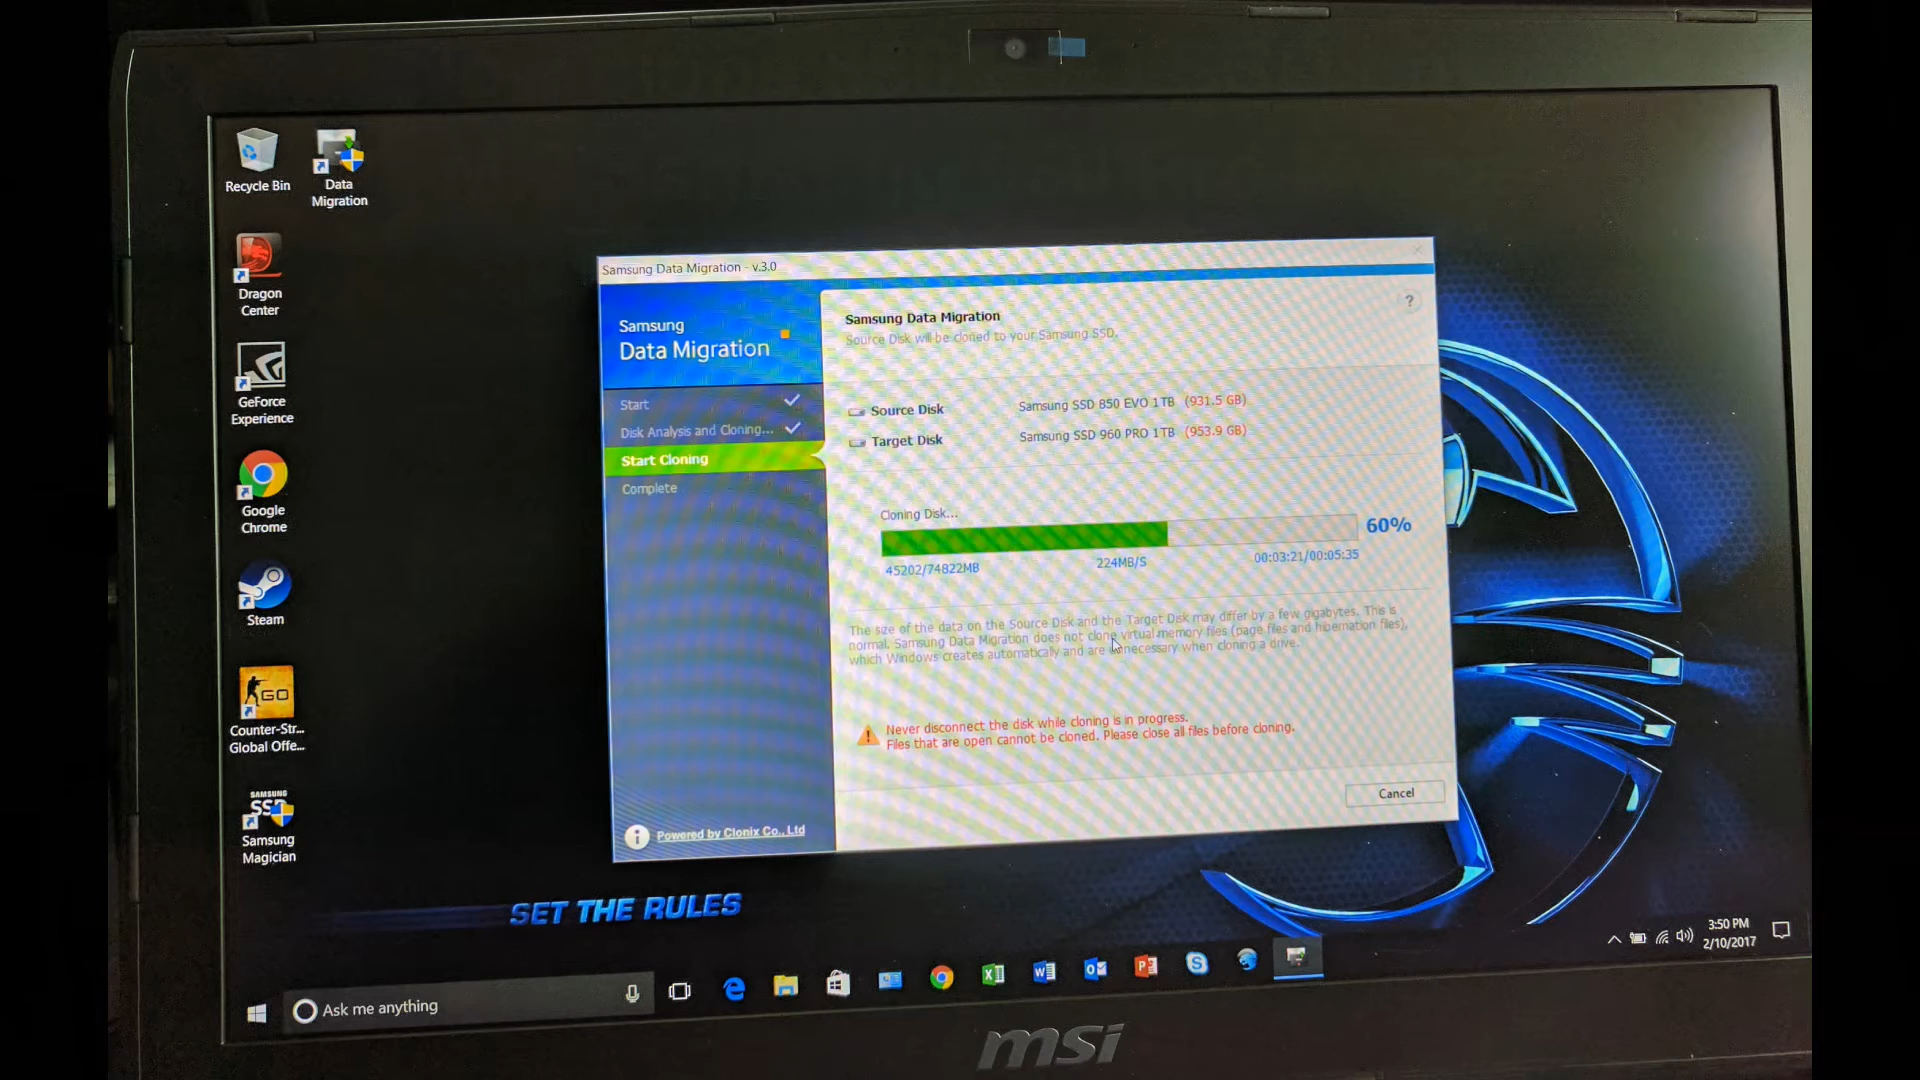 Recycle Bin
Data
Migration
Dragon
Center
GeForce
Experience
Google
Chrome
Steam
GO
Counter-Str...
Global Offe...
SAMSUNG
SSD
Samsung
Magician
Samsung Data Migration - v.3.0
Samsung
Data Migration
Start
Disk Analysis and Cloning...
Start Cloning
Complete
Powered by Clonix Co., Ltd
?
Samsung Data Migration
Source Disk will be cloned to your Samsung SSD.
Source Disk Samsung SSD 850 EVO 1TB (931.5 GB)
Target Disk Samsung SSD 960 PRO 1TB (953.9 GB)
Cloning Disk...
60%
45202/74822MB 224MB/S 00:03:21/00:05:35
The size of the data on the Source Disk and the Target Disk may differ by a few gigabytes. This is
normal. Samsung Data Migration does not clone virtual memory files (page files and hibernation files),
which Windows creates automatically and are unnecessary when cloning a drive.
Never disconnect the disk while cloning is in progress.
Files that are open cannot be cloned. Please close all files before cloning.
Cancel
SET THE RULES
Ask me anything
3:50 PM
2/10/2017
msi